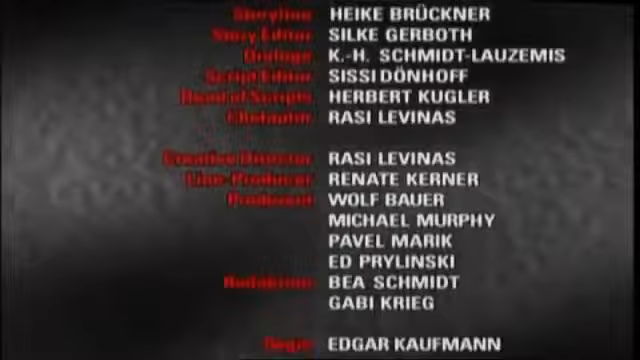 Storyline HEIKE BRÜCKNER
Story Editor SILKE GERBOTH
Dialoge K.-H. SCHMIDT-LAUZEMIS
Script Editor SISSI DÖNHOFF
Head of Scripts HERBERT KUGLER
Chefautor RASI LEVINAS
Creative Director RASI LEVINAS
Line-Producer RENATE KERNER
Produzent WOLF BAUER
MICHAEL MURPHY
PAVEL MARIK
ED PRYLINSKI
Redaktion BEA SCHMIDT
GABI KRIEG
Regie EDGAR KAUFMANN